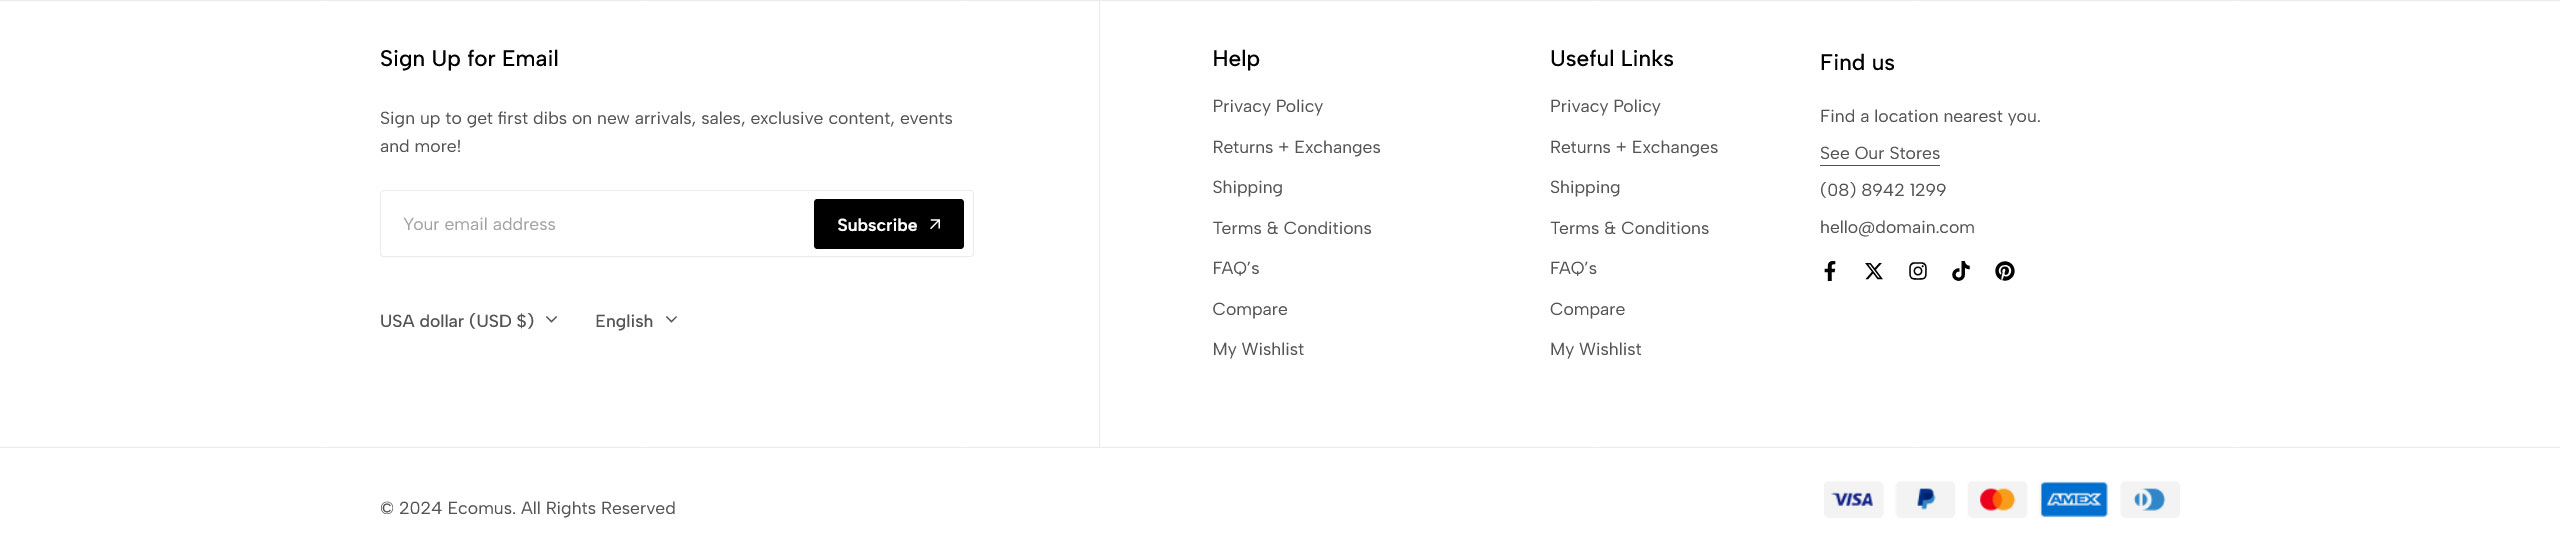 Sign Up for Email
Sign up to get first dibs on new arrivals, sales, exclusive content, events
and more!
Your email address
Subscribe
USA dollar (USD $)
English
Help
Privacy Policy
Returns + Exchanges
Shipping
Terms & Conditions
FAQ's
Compare
My Wishlist
Useful Links
Privacy Policy
Returns + Exchanges
Shipping
Terms & Conditions
FAQ's
Compare
My Wishlist
Find us
Find a location nearest you.
See Our Stores
(08) 8942 1299
hello@domain.com
© 2024 Ecomus. All Rights Reserved
VISA
AMEX